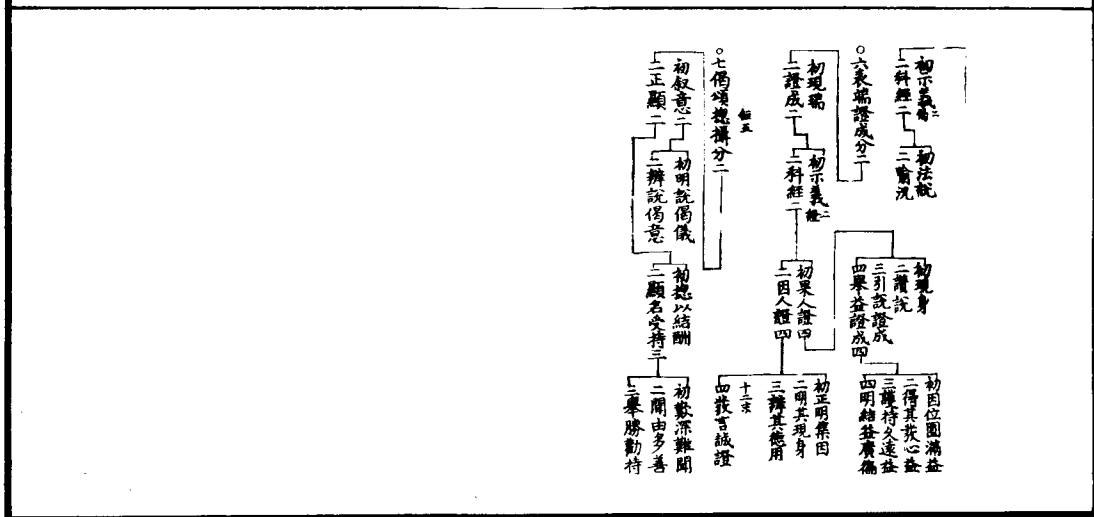 初示義
二科經二
初法說
二喻況
○六表瑞證成分二
初現瑞
二證成二
初示義二
證
二科經二
初果人證四
二因人證四
初現身
二讚說
三引說證成
四舉益證成四
初因位圓滿益
二得其發心益
三護持久遠益
四明結益廣
初正明集因
二明其現身
三辨其德用
十二末
四發言誠證
○七偈頌摠攝分二
初叙意二
二正顯二
初明說偈儀
二辨說偈意
初摠以結酬
二顯名受持三
初歎深難聞
二聞由多善
三舉勝勸持